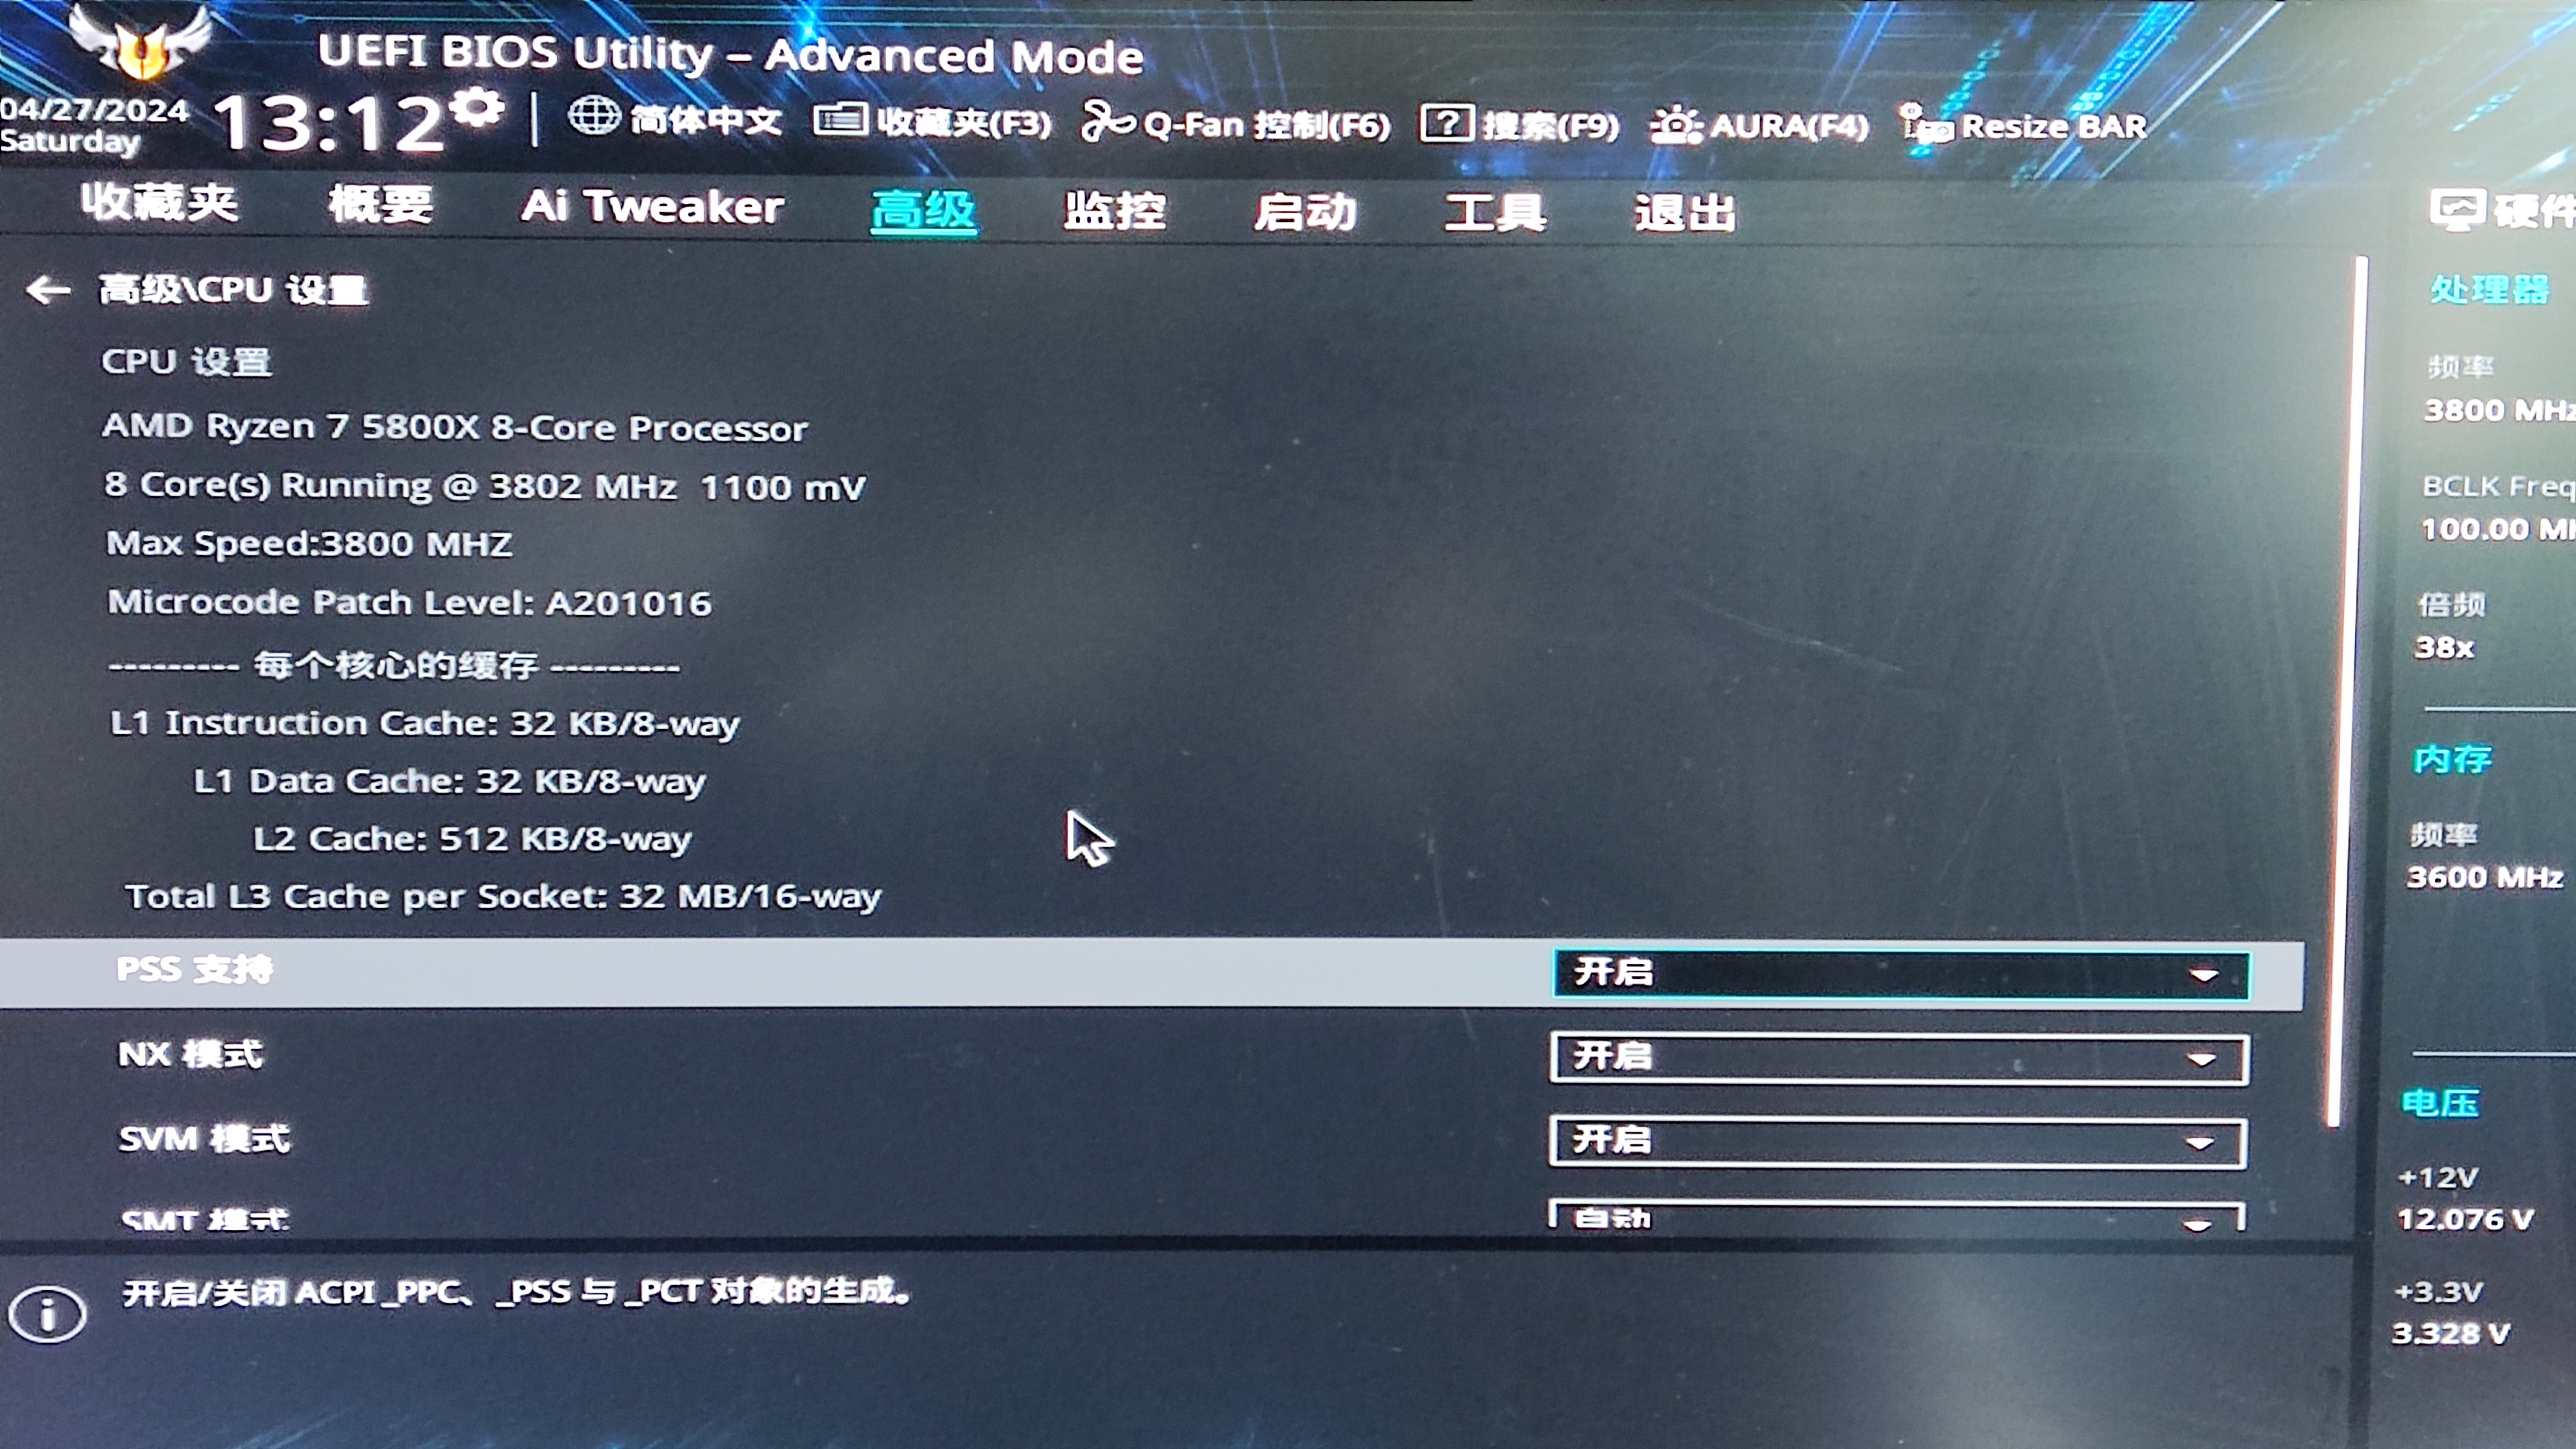 UEFI BIOS Utility – Advanced Mode
04/27/2024
Saturday
13:12
简体中文
收藏夹(F3)
Q-Fan 控制(F6)
?
搜索(F9)
AURA(F4)
Resize BAR
收藏夹 概要 Ai Tweaker 高级 监控 启动 工具 退出
高级\CPU 设置
CPU 设置
AMD Ryzen 7 5800X 8-Core Processor
8 Core(s) Running @ 3802 MHz 1100 mV
Max Speed:3800 MHZ
Microcode Patch Level: A201016
--------- 每个核心的缓存 ---------
L1 Instruction Cache: 32 KB/8-way
L1 Data Cache: 32 KB/8-way
L2 Cache: 512 KB/8-way
Total L3 Cache per Socket: 32 MB/16-way
PSS 支持 开启
NX 模式 开启
SVM 模式 开启
SMT 模式 自动
开启/关闭 ACPI _PPC、_PSS 与 _PCT 对象的生成。
硬件
处理器
频率
3800 MHz
BCLK Freq
100.00 MH
倍频
38x
内存
频率
3600 MHz
电压
+12V
12.076 V
+3.3V
3.328 V